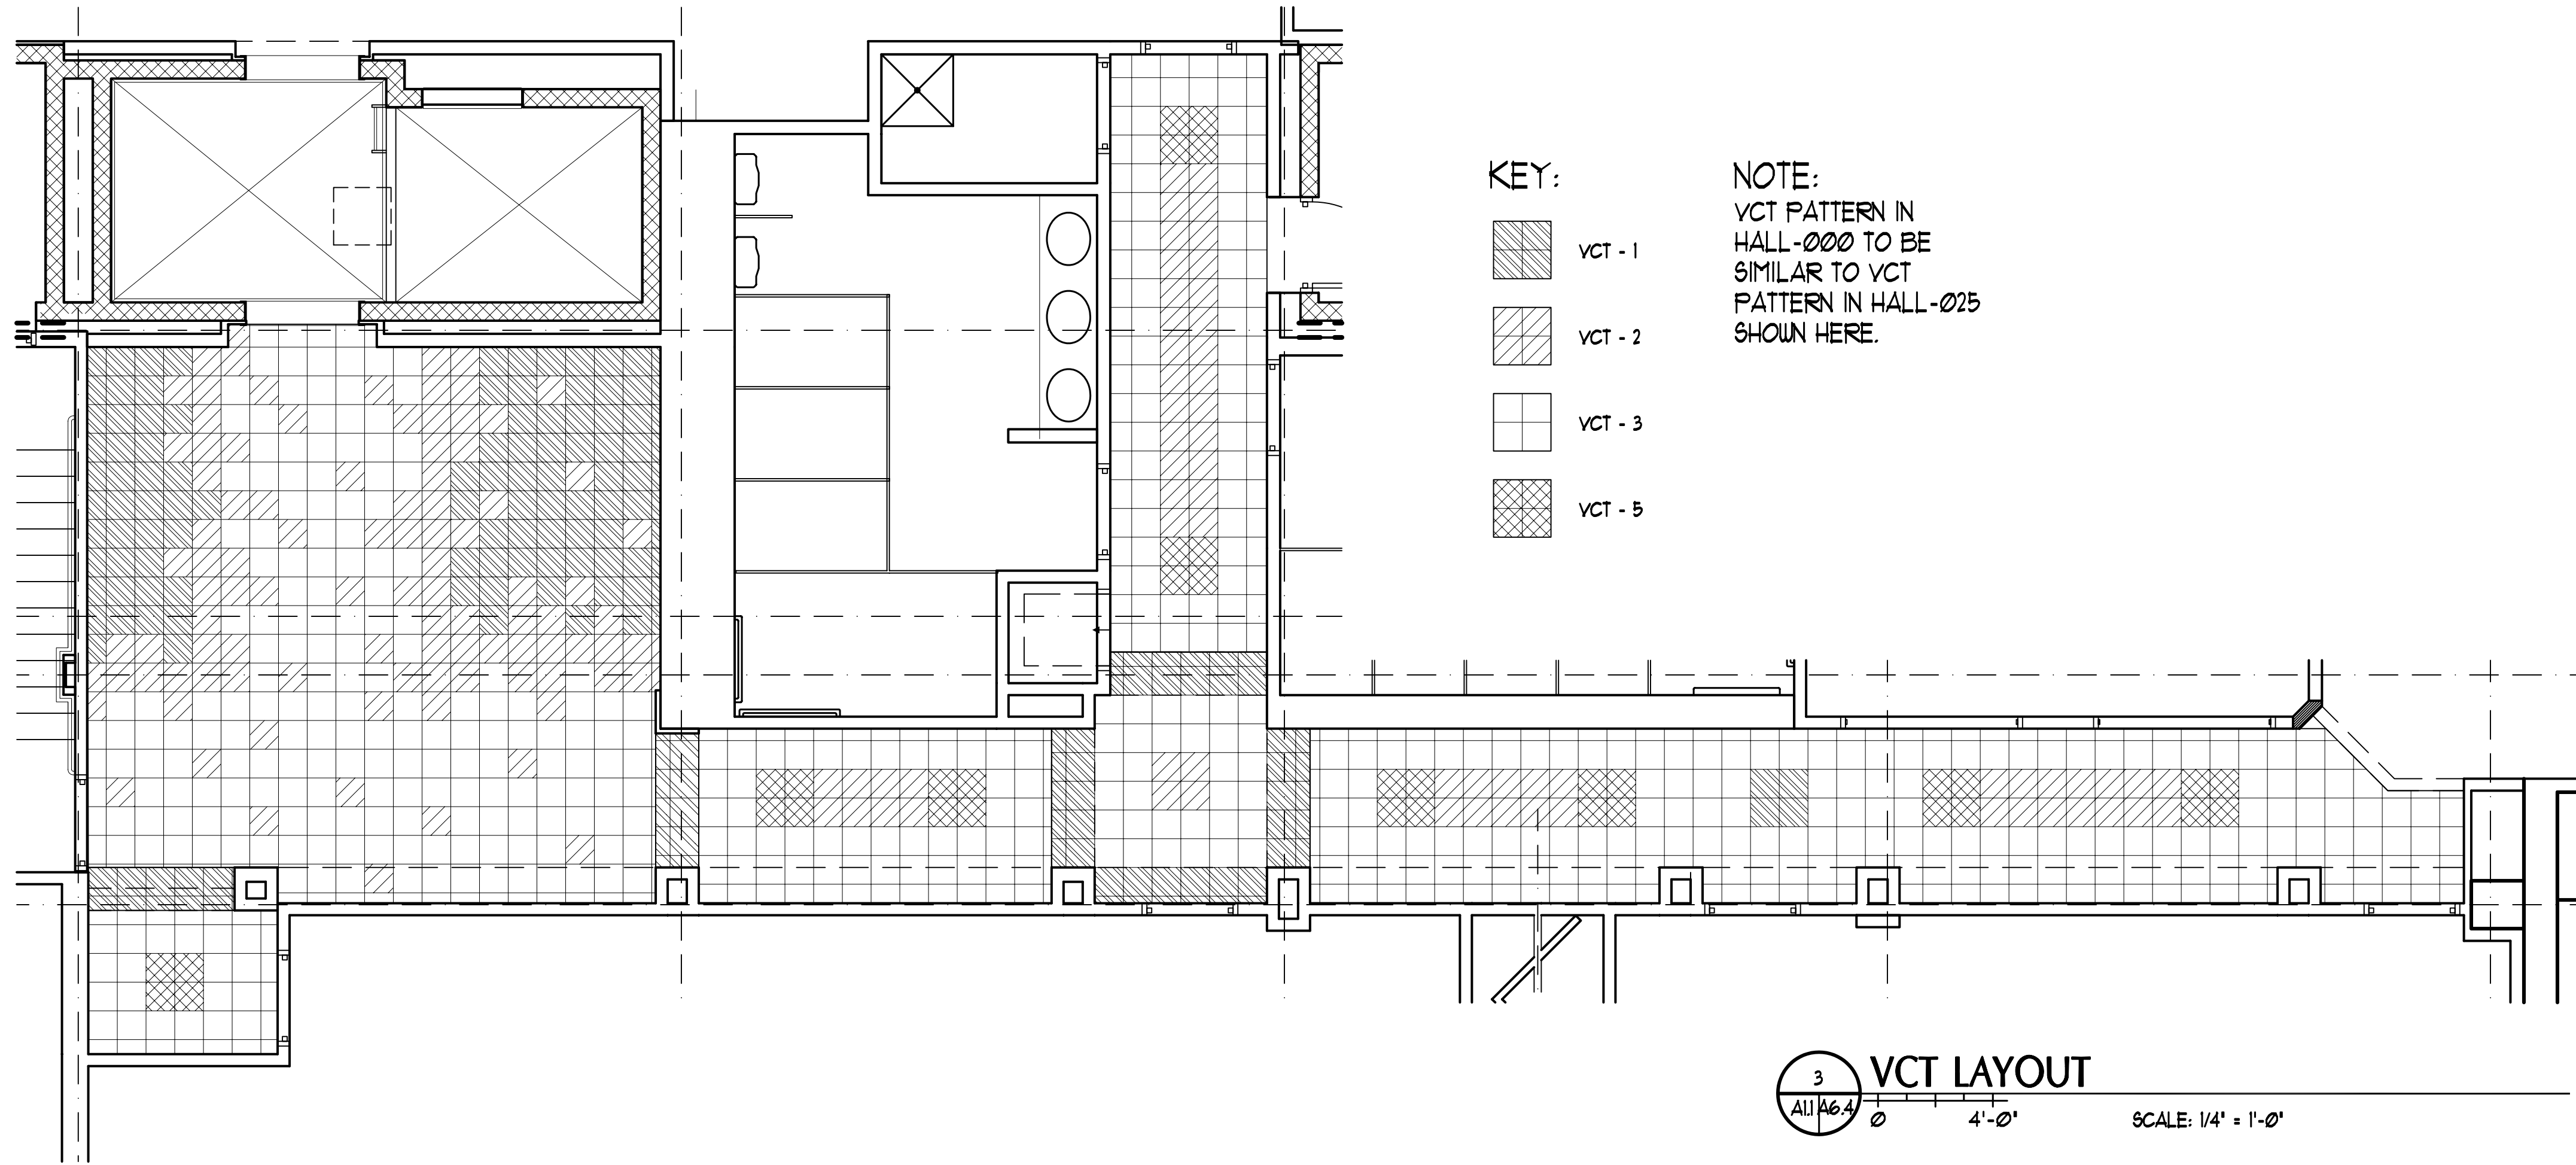 KEY:
VCT - 1
VCT - 2
VCT - 3
VCT - 5
NOTE:
VCT PATTERN IN
HALL-000 TO BE
SIMILAR TO VCT
PATTERN IN HALL-025
SHOWN HERE.
3
A1.1 A6.4
VCT LAYOUT
0 4'-0"
SCALE: 1/4" = 1'-0"